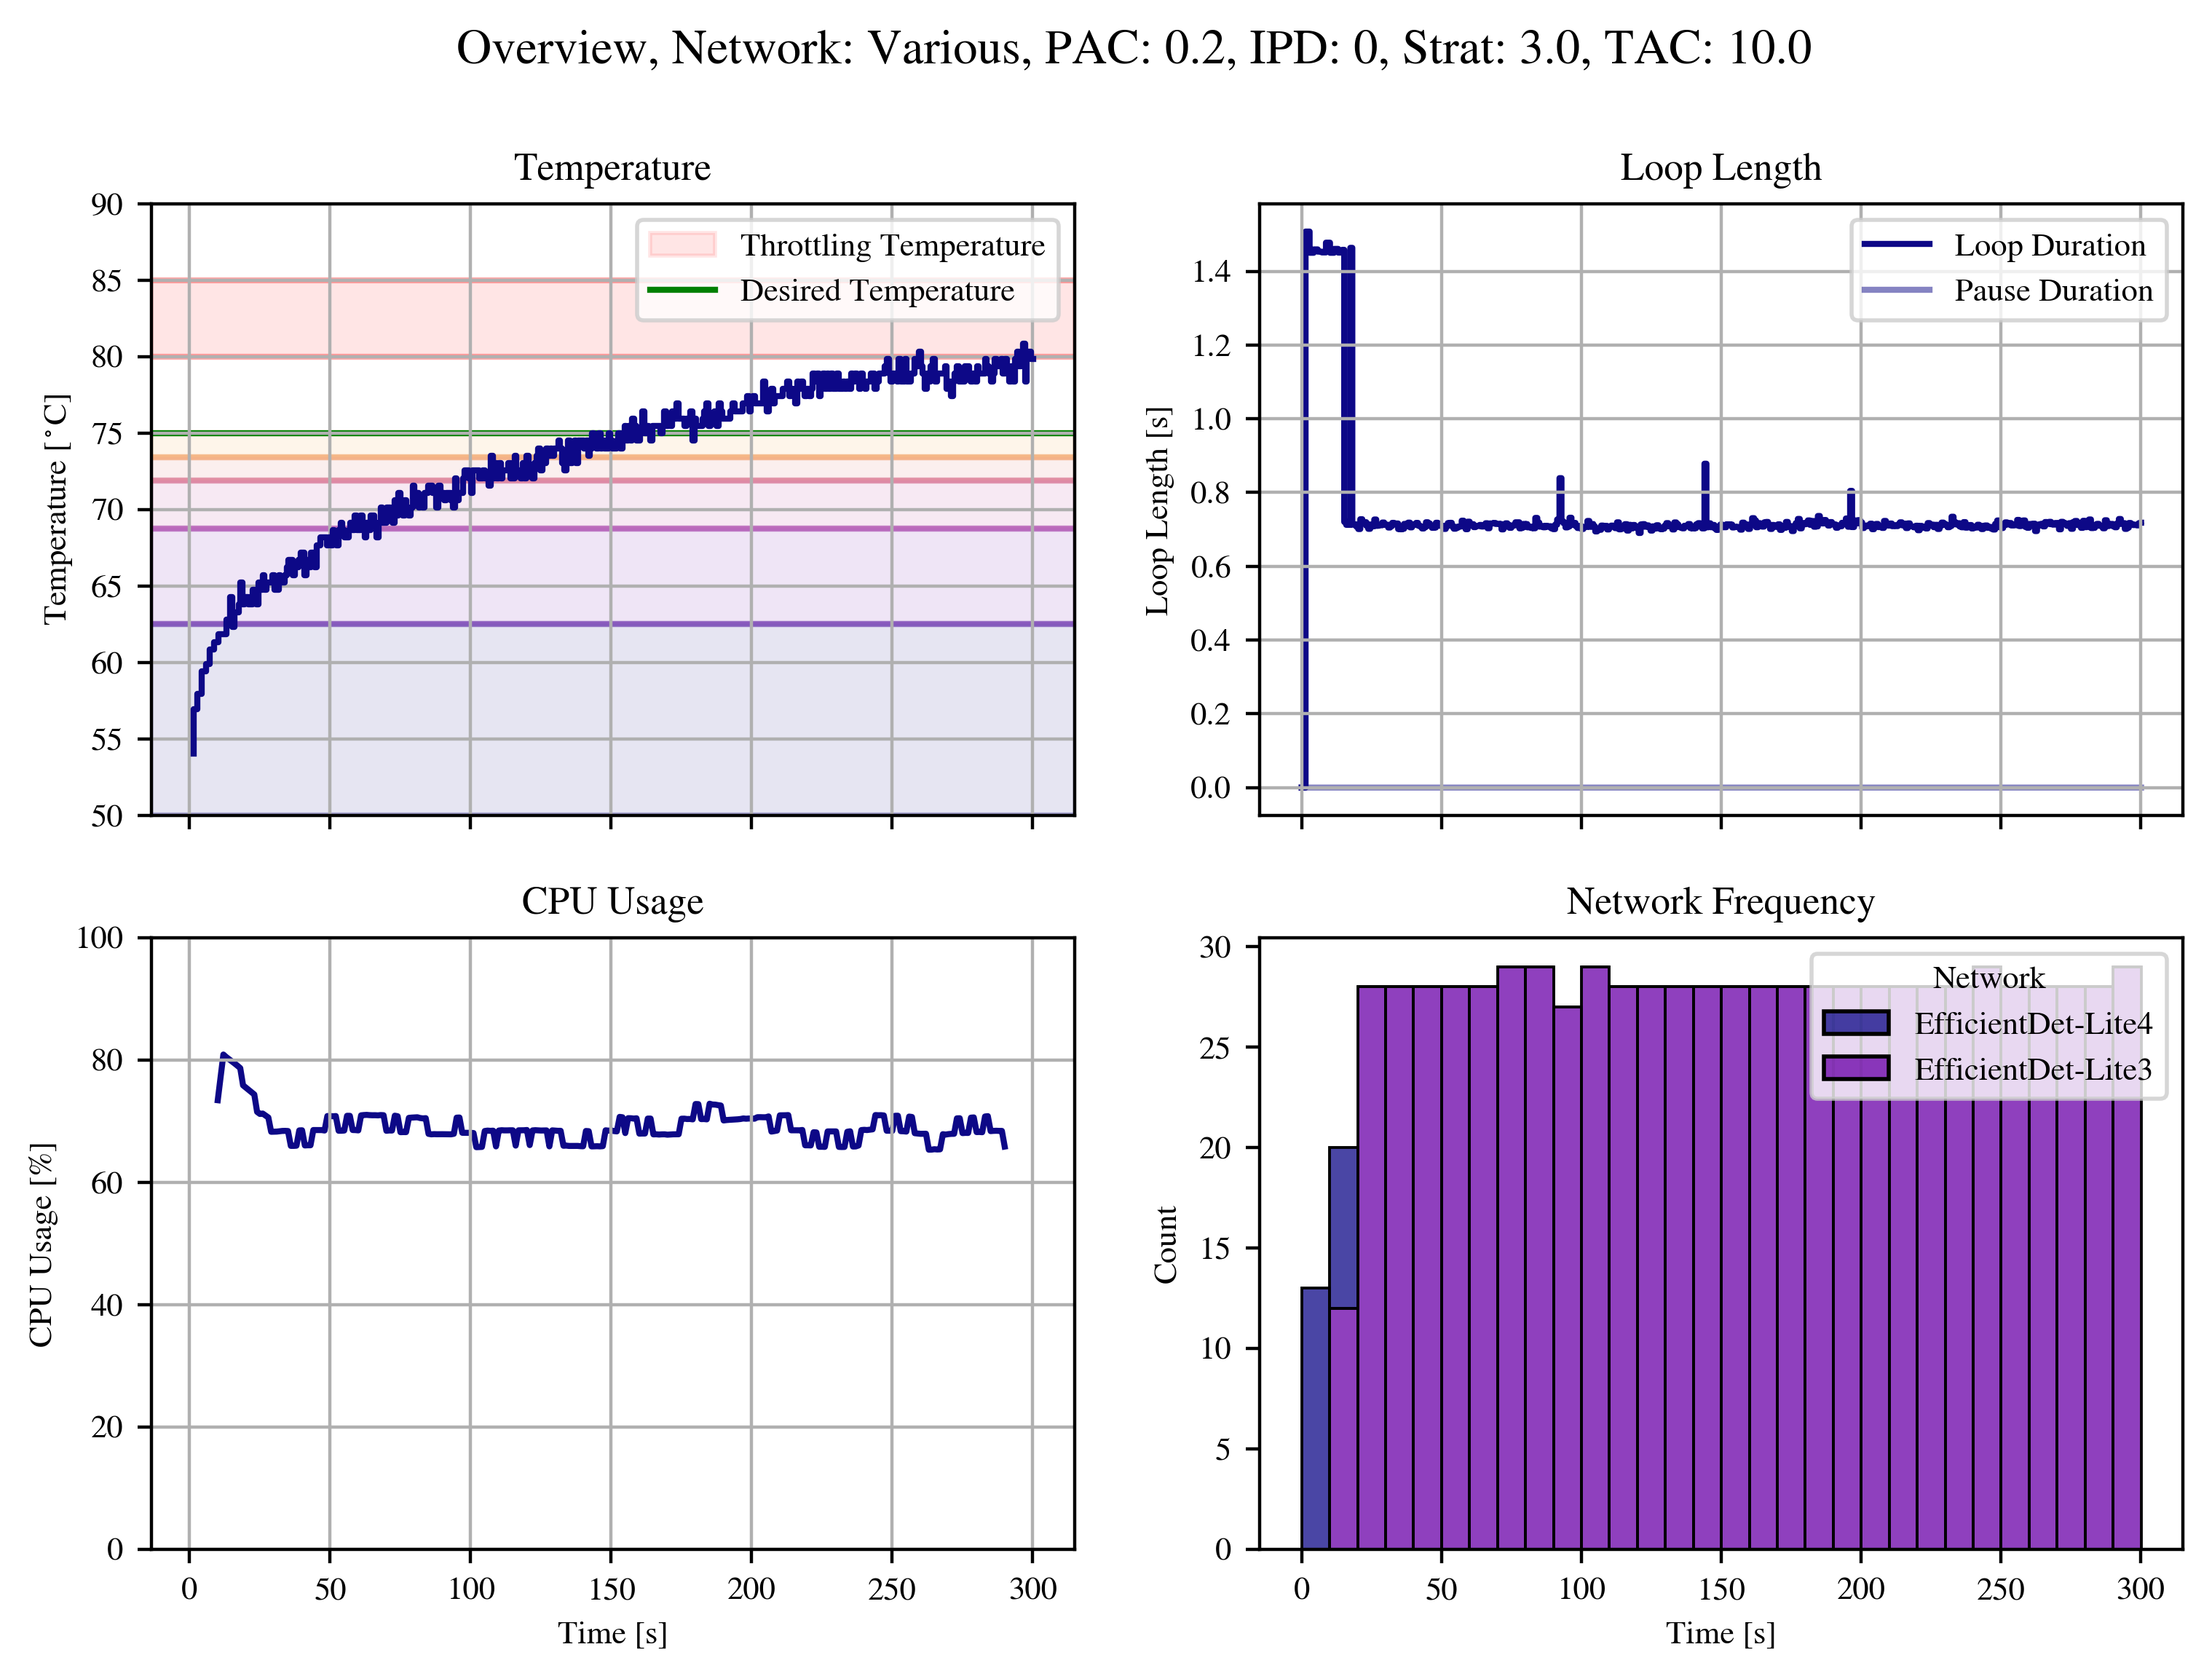 Overview, Network: Various, PAC: 0.2, IPD: 0, Strat: 3.0, TAC: 10.0
Temperature
90
85
80
75
70
65
60
55
50
Temperature [°C]
Throttling Temperature
Desired Temperature
Loop Length
1.4
1.2
1.0
0.8
0.6
0.4
0.2
0.0
Loop Length [s]
Loop Duration
Pause Duration
CPU Usage
100
80
60
40
20
0
CPU Usage [%]
0 50 100 150 200 250 300
Time [s]
Network Frequency
30
25
20
15
10
5
0
Count
Network
EfficientDet-Lite4
EfficientDet-Lite3
0 50 100 150 200 250 300
Time [s]